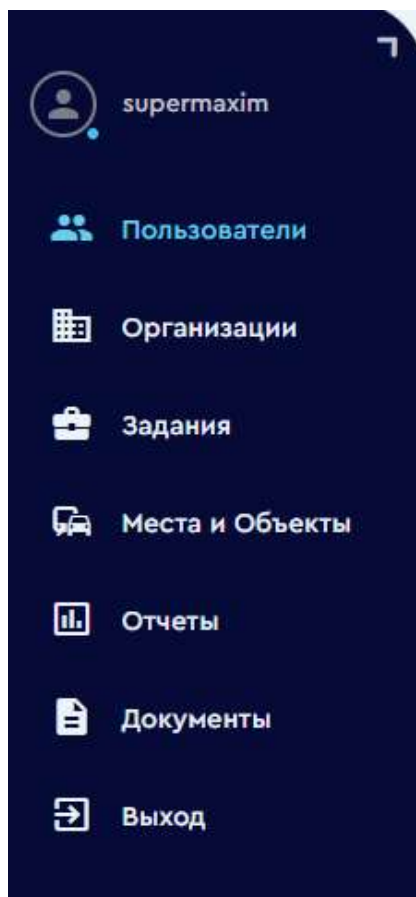 supermaxim
Пользователи
Организации
Задания
Места и Объекты
Отчеты
Документы
Выход